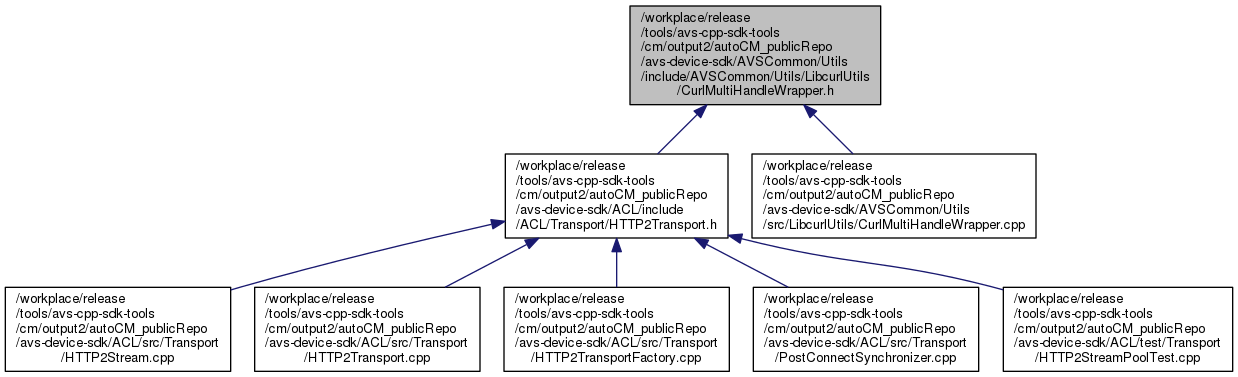 /workplace/release
/tools/avs-cpp-sdk-tools
/cm/output2/autoCM_publicRepo
/avs-device-sdk/AVSCommon/Utils
/include/AVSCommon/Utils/LibcurlUtils
/CurlMultiHandleWrapper.h
/workplace/release
/tools/avs-cpp-sdk-tools
/cm/output2/autoCM_publicRepo
/avs-device-sdk/ACL/include
/ACL/Transport/HTTP2Transport.h
/workplace/release
/tools/avs-cpp-sdk-tools
/cm/output2/autoCM_publicRepo
/avs-device-sdk/AVSCommon/Utils
/src/LibcurlUtils/CurlMultiHandleWrapper.cpp
/workplace/release
/tools/avs-cpp-sdk-tools
/cm/output2/autoCM_publicRepo
/avs-device-sdk/ACL/src/Transport
/HTTP2Stream.cpp
/workplace/release
/tools/avs-cpp-sdk-tools
/cm/output2/autoCM_publicRepo
/avs-device-sdk/ACL/src/Transport
/HTTP2Transport.cpp
/workplace/release
/tools/avs-cpp-sdk-tools
/cm/output2/autoCM_publicRepo
/avs-device-sdk/ACL/src/Transport
/HTTP2TransportFactory.cpp
/workplace/release
/tools/avs-cpp-sdk-tools
/cm/output2/autoCM_publicRepo
/avs-device-sdk/ACL/src/Transport
/PostConnectSynchronizer.cpp
/workplace/release
/tools/avs-cpp-sdk-tools
/cm/output2/autoCM_publicRepo
/avs-device-sdk/ACL/test/Transport
/HTTP2StreamPoolTest.cpp